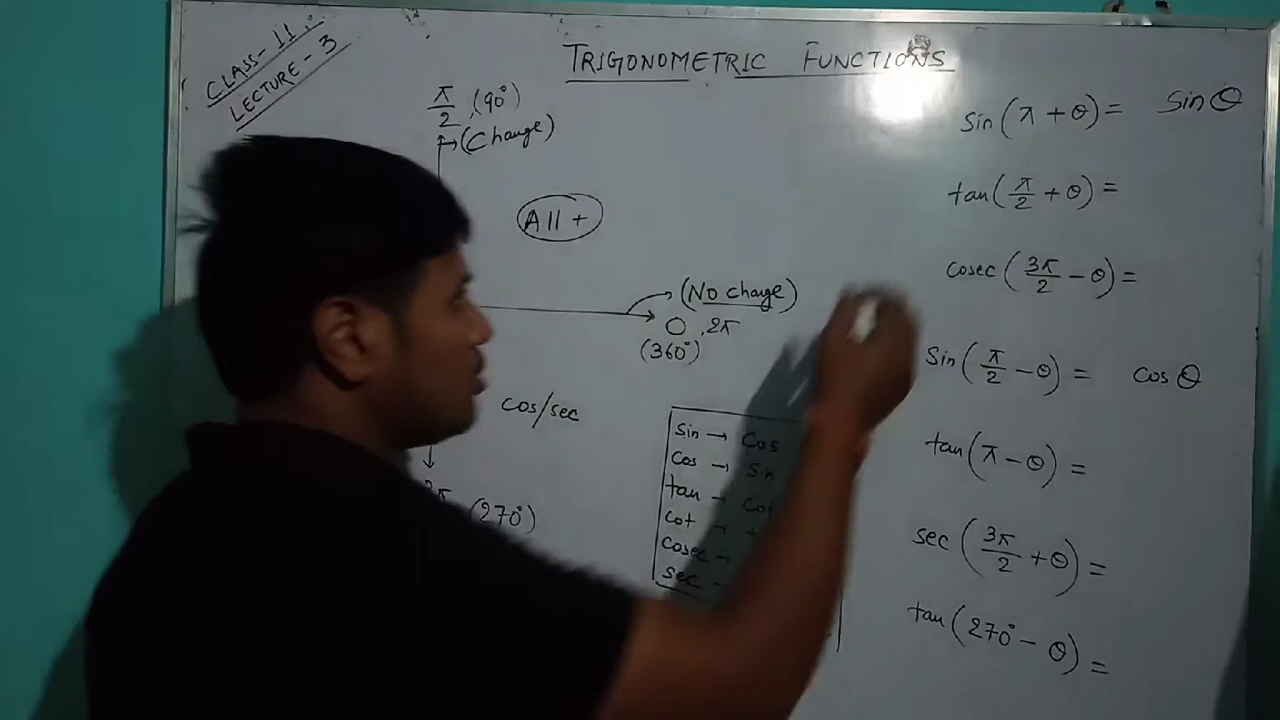 CLASS-11
LECTURE-3
TRIGONOMETRIC FUNCTIONS
π/2, (90°)
(Change)
All +
(No change)
0, 2π
(360°)
cos/sec
(270°)
sin → cos
cos → sin
tan → cot
cot →
cosec →
sec -
sin(π + θ) = sin θ
tan(π/2 + θ) =
cosec(3π/2 - θ) =
sin(π/2 - θ) = cos θ
tan(π - θ) =
sec(3π/2 + θ) =
tan(270° - θ) =